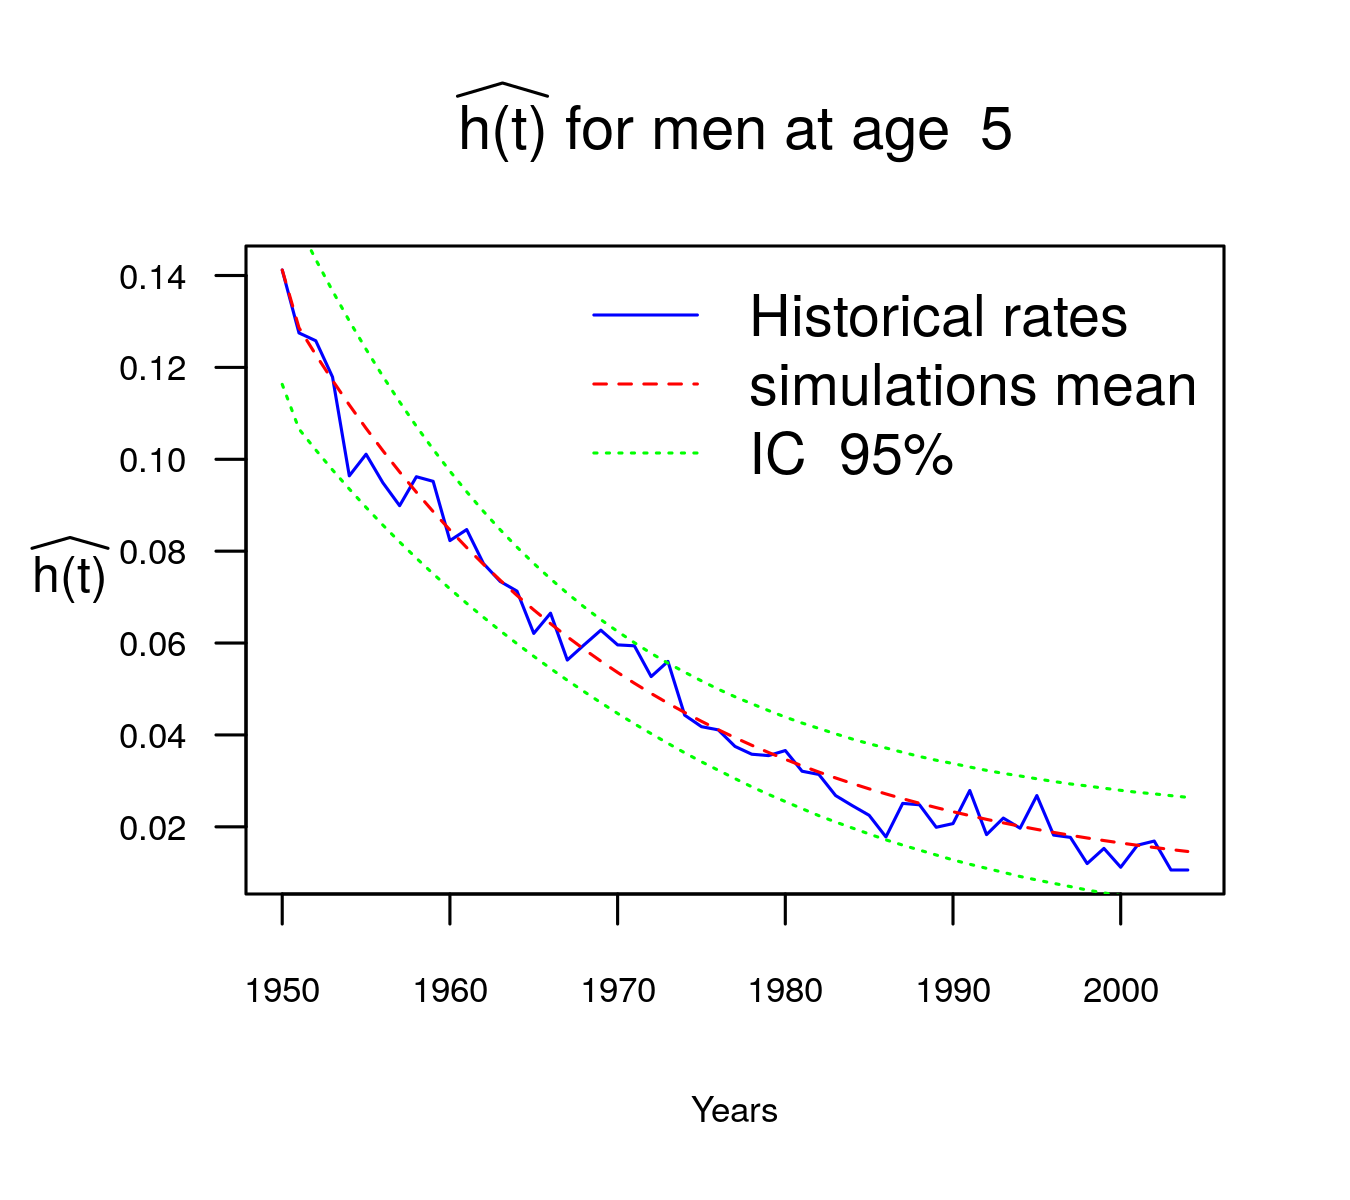 h(t) for men at age 5
Historical rates
simulations mean
IC 95%
0.14
0.12
0.10
0.08
0.06
0.04
0.02
h(t)
1950 1960 1970 1980 1990 2000
Years